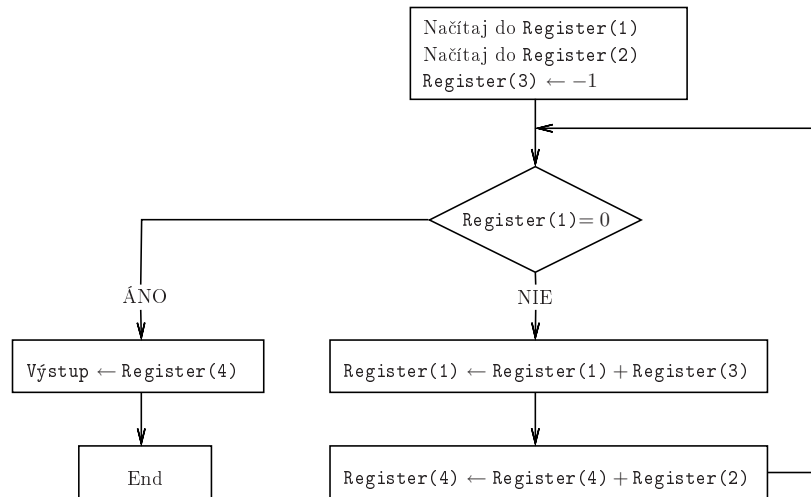 Načítaj do Register(1)
Načítaj do Register(2)
Register(3) ← −1
Register(1)= 0
ÁNO
NIE
Výstup ← Register(4)
Register(1) ← Register(1) + Register(3)
End
Register(4) ← Register(4) + Register(2)